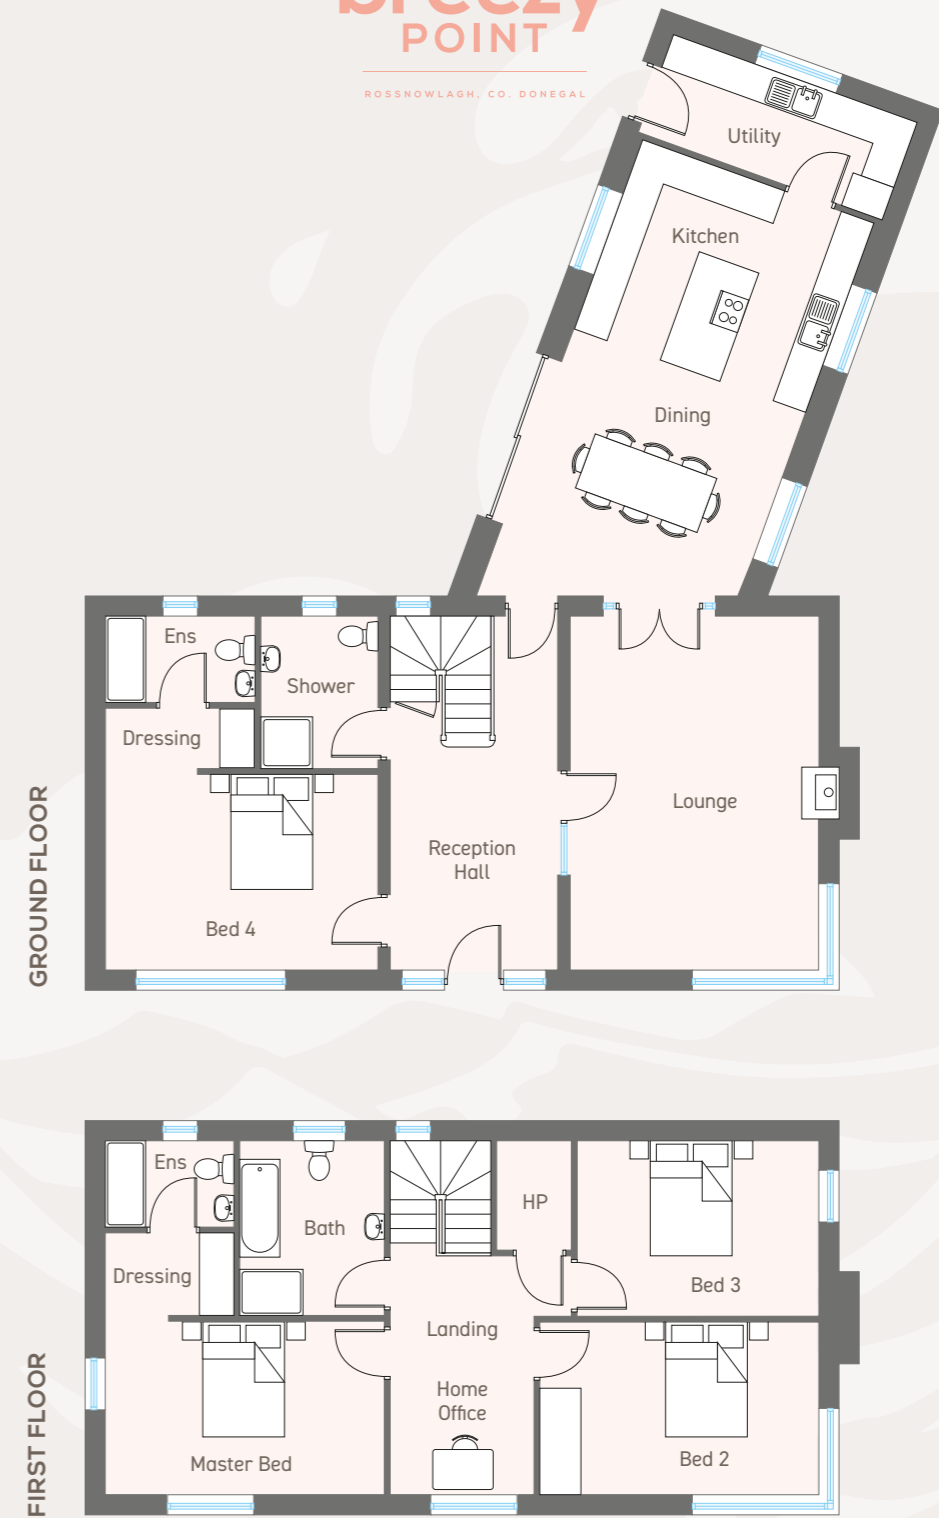 breezy
POINT
ROSSNOWLAGH, CO. DONEGAL
Utility
Kitchen
Dining
GROUND FLOOR
Ens
Shower
Dressing
Lounge
Reception
Hall
Bed 4
FIRST FLOOR
Ens
HP
Bath
Dressing
Bed 3
Landing
Home
Office
Master Bed
Bed 2